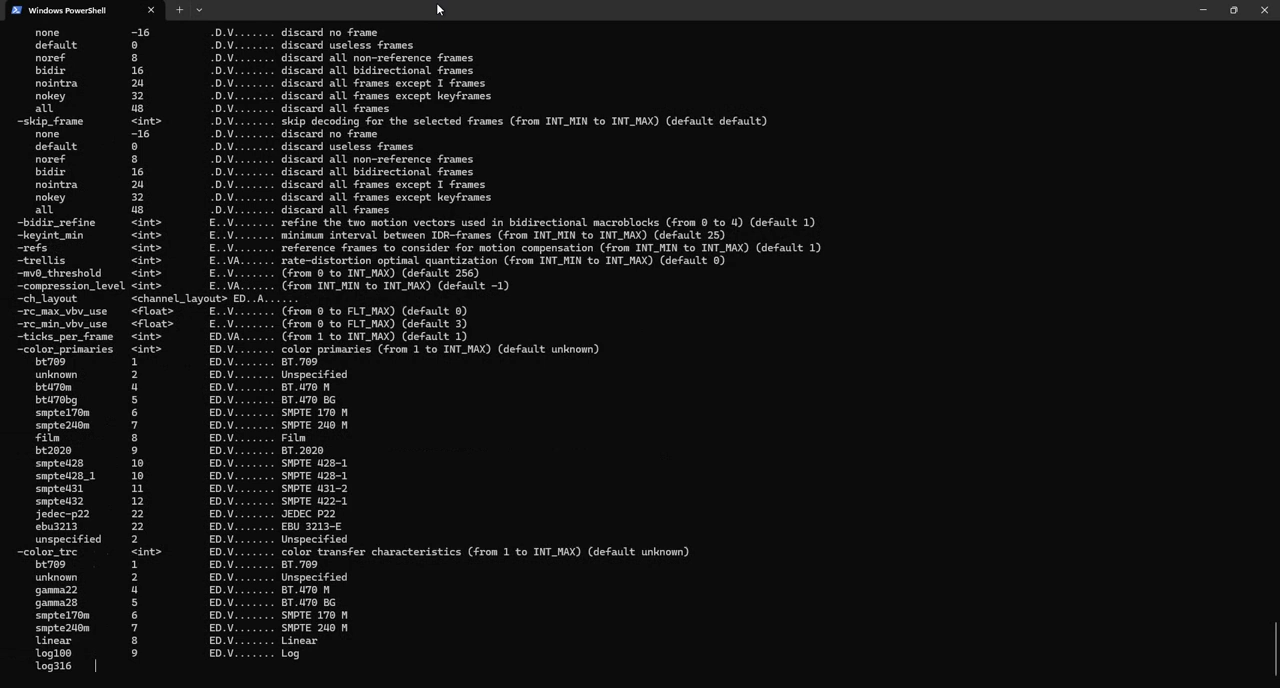 Windows PowerShell
none -16 .D.V....... discard no frame
default 0 .D.V....... discard useless frames
noref 8 .D.V....... discard all non-reference frames
bidir 16 .D.V....... discard all bidirectional frames
nointra 24 .D.V....... discard all frames except I frames
nokey 32 .D.V....... discard all frames except keyframes
all 48 .D.V....... discard all frames
-skip_frame <int> .D.V....... skip decoding for the selected frames (from INT_MIN to INT_MAX) (default default)
none -16 .D.V....... discard no frame
default 0 .D.V....... discard useless frames
noref 8 .D.V....... discard all non-reference frames
bidir 16 .D.V....... discard all bidirectional frames
nointra 24 .D.V....... discard all frames except I frames
nokey 32 .D.V....... discard all frames except keyframes
all 48 .D.V....... discard all frames
-bidir_refine <int> E..V....... refine the two motion vectors used in bidirectional macroblocks (from 0 to 4) (default 1)
-keyint_min <int> E..V....... minimum interval between IDR-frames (from INT_MIN to INT_MAX) (default 25)
-refs <int> E..V....... reference frames to consider for motion compensation (from INT_MIN to INT_MAX) (default 1)
-trellis <int> E..VA...... rate-distortion optimal quantization (from INT_MIN to INT_MAX) (default 0)
-mv0_threshold <int> E..V....... (from 0 to INT_MAX) (default 256)
-compression_level <int> E..VA...... (from INT_MIN to INT_MAX) (default -1)
-ch_layout <channel_layout> ED..A......
-rc_max_vbv_use <float> E..V....... (from 0 to FLT_MAX) (default 0)
-rc_min_vbv_use <float> E..V....... (from 0 to FLT_MAX) (default 3)
-ticks_per_frame <int> ED.VA...... (from 1 to INT_MAX) (default 1)
-color_primaries <int> ED.V....... color primaries (from 1 to INT_MAX) (default unknown)
bt709 1 ED.V....... BT.709
unknown 2 ED.V....... Unspecified
bt470m 4 ED.V....... BT.470 M
bt470bg 5 ED.V....... BT.470 BG
smpte170m 6 ED.V....... SMPTE 170 M
smpte240m 7 ED.V....... SMPTE 240 M
film 8 ED.V....... Film
bt2020 9 ED.V....... BT.2020
smpte428 10 ED.V....... SMPTE 428-1
smpte428_1 10 ED.V....... SMPTE 428-1
smpte431 11 ED.V....... SMPTE 431-2
smpte432 12 ED.V....... SMPTE 422-1
jedec-p22 22 ED.V....... JEDEC P22
ebu3213 22 ED.V....... EBU 3213-E
unspecified 2 ED.V....... Unspecified
-color_trc <int> ED.V....... color transfer characteristics (from 1 to INT_MAX) (default unknown)
bt709 1 ED.V....... BT.709
unknown 2 ED.V....... Unspecified
gamma22 4 ED.V....... BT.470 M
gamma28 5 ED.V....... BT.470 BG
smpte170m 6 ED.V....... SMPTE 170 M
smpte240m 7 ED.V....... SMPTE 240 M
linear 8 ED.V....... Linear
log100 9 ED.V....... Log
log316